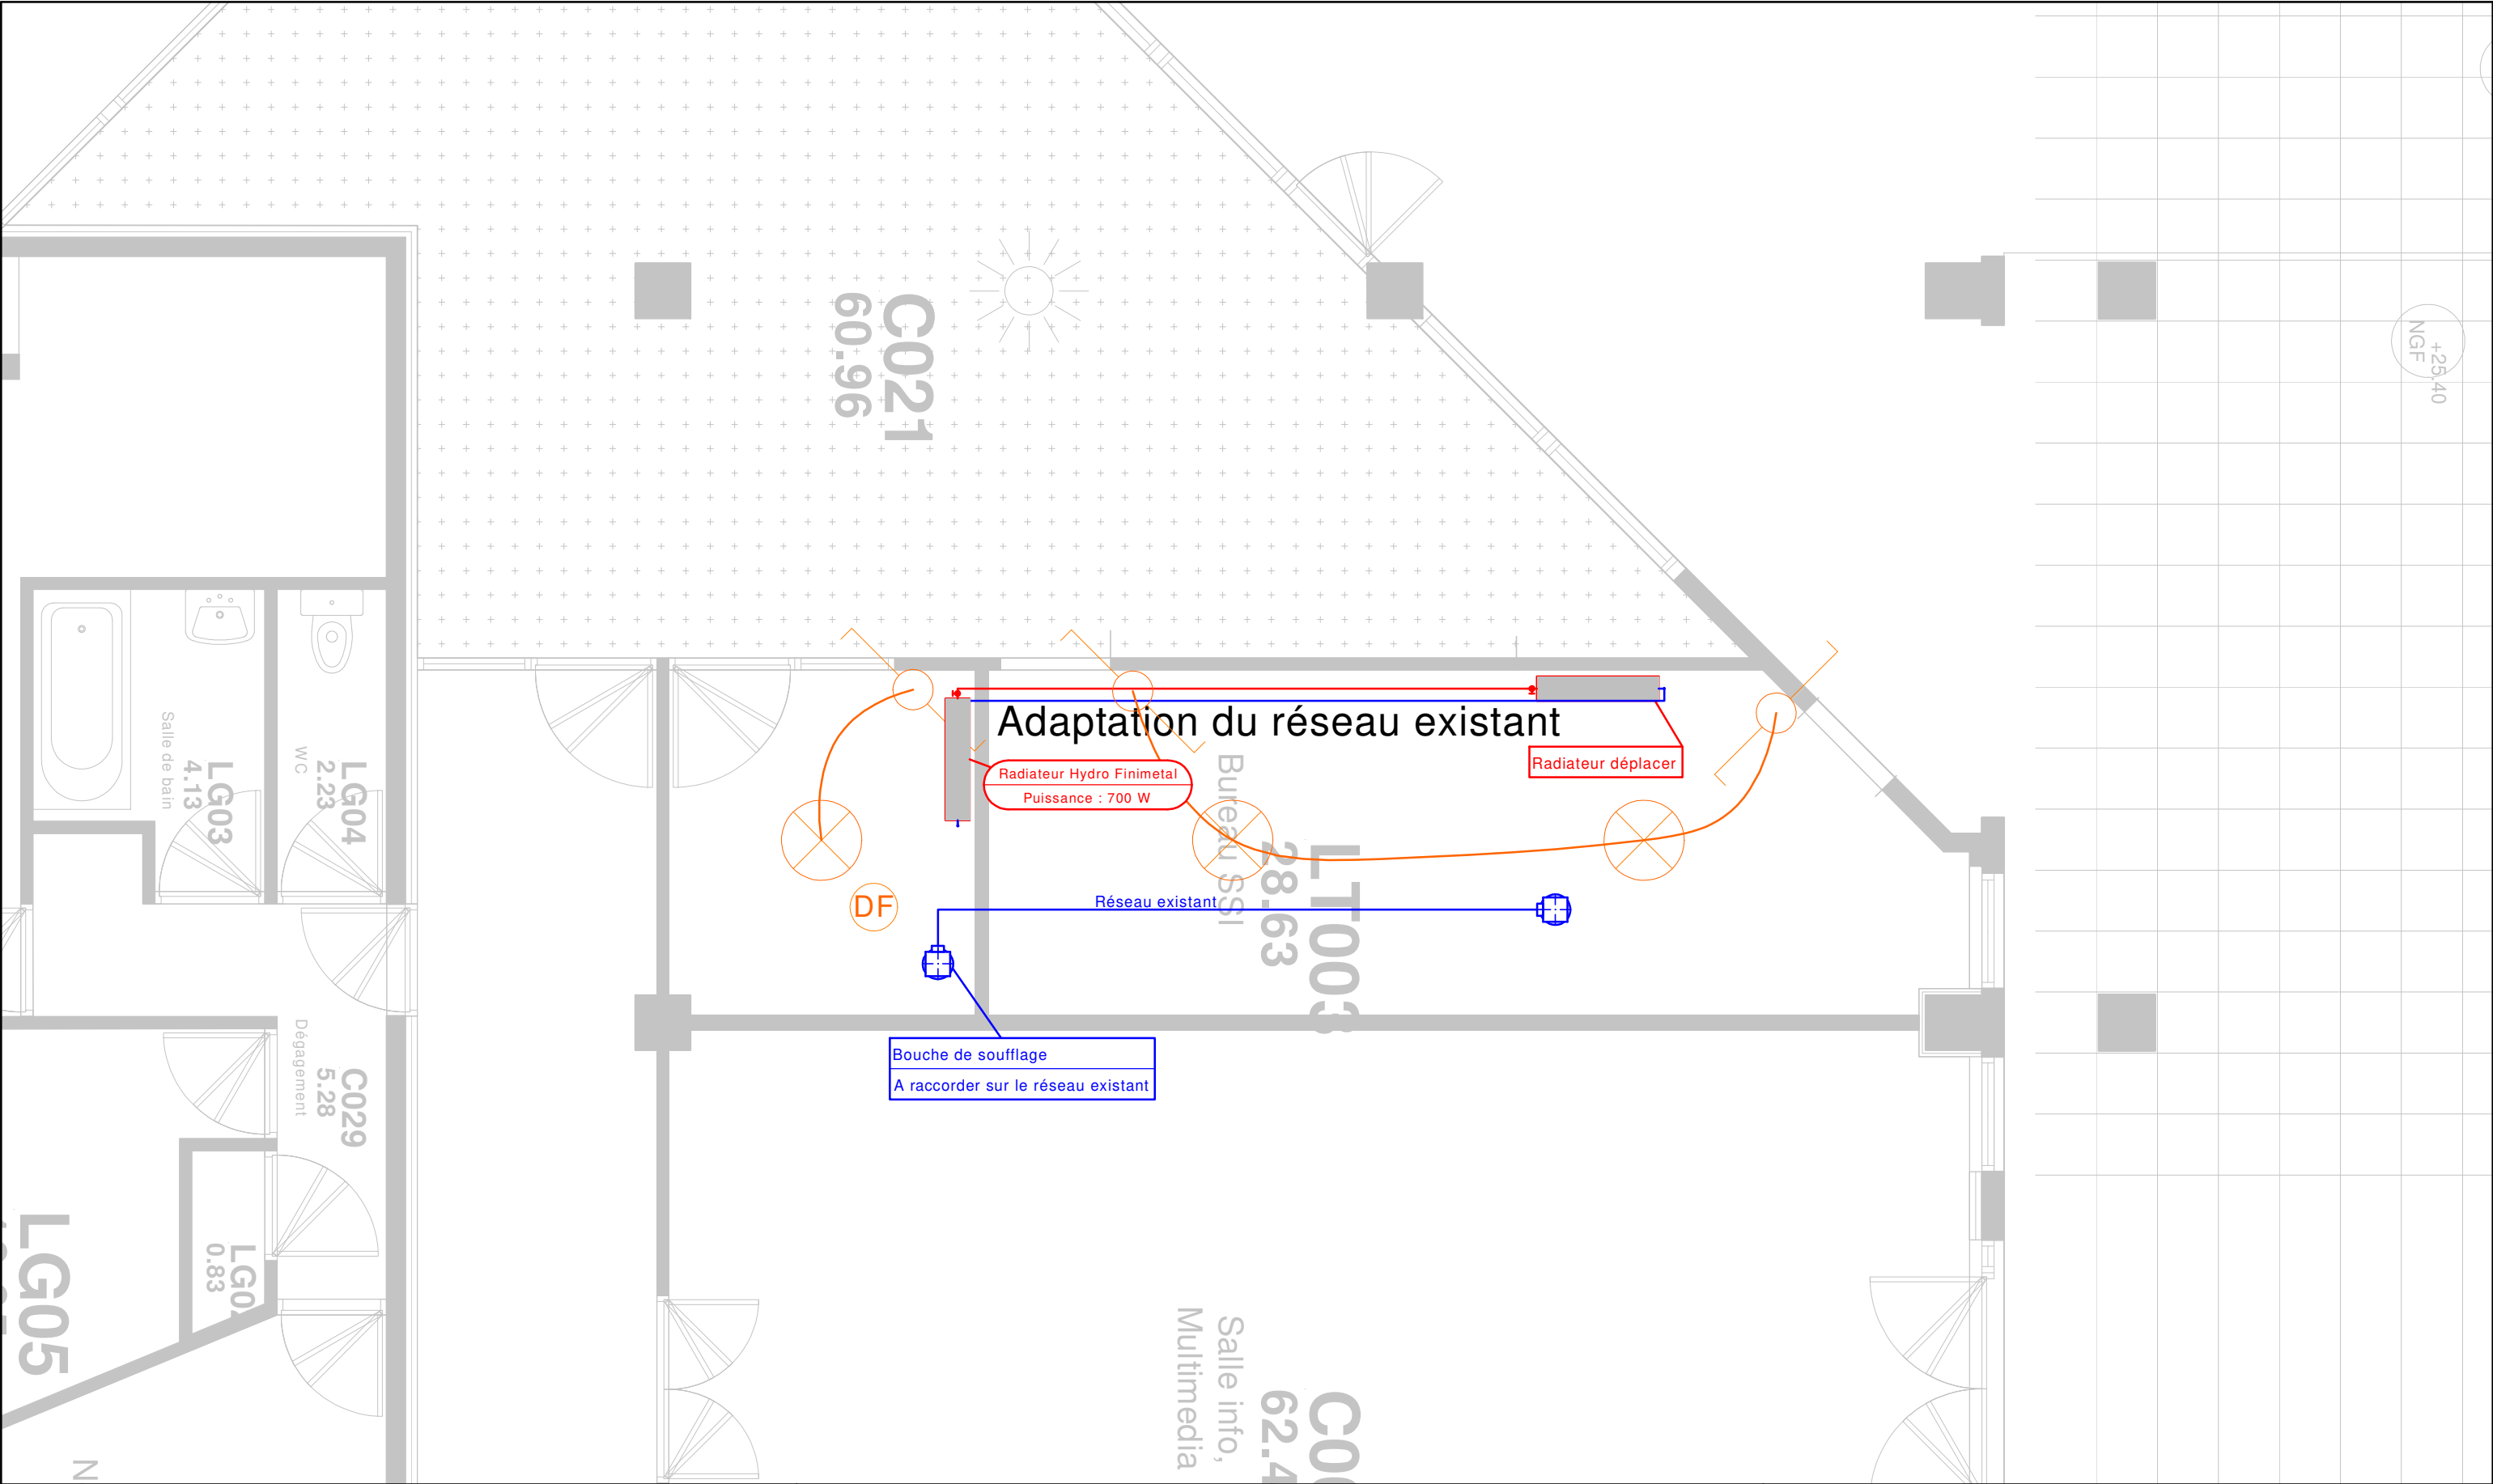 C021
60.96
+25.40
NGF
Adaptation du réseau existant
Radiateur Hydro Finimetal
Puissance : 700 W
Radiateur déplacer
Bureau SSI
LT003
28.63
DF
Réseau existant
Bouche de soufflage
A raccorder sur le réseau existant
LG03
4.13
Salle de bain
LG04
2.23
WC
C029
5.28
Dégagement
0.83
LG05
Salle info,
Multimedia
N